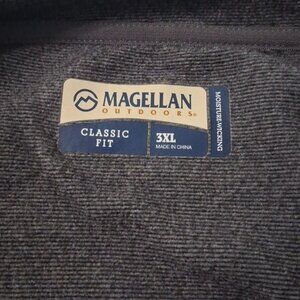 MAGELLAN
OUTDOORS®
CLASSIC
FIT
3XL
MADE IN CHINA
MOISTURE-WICKING